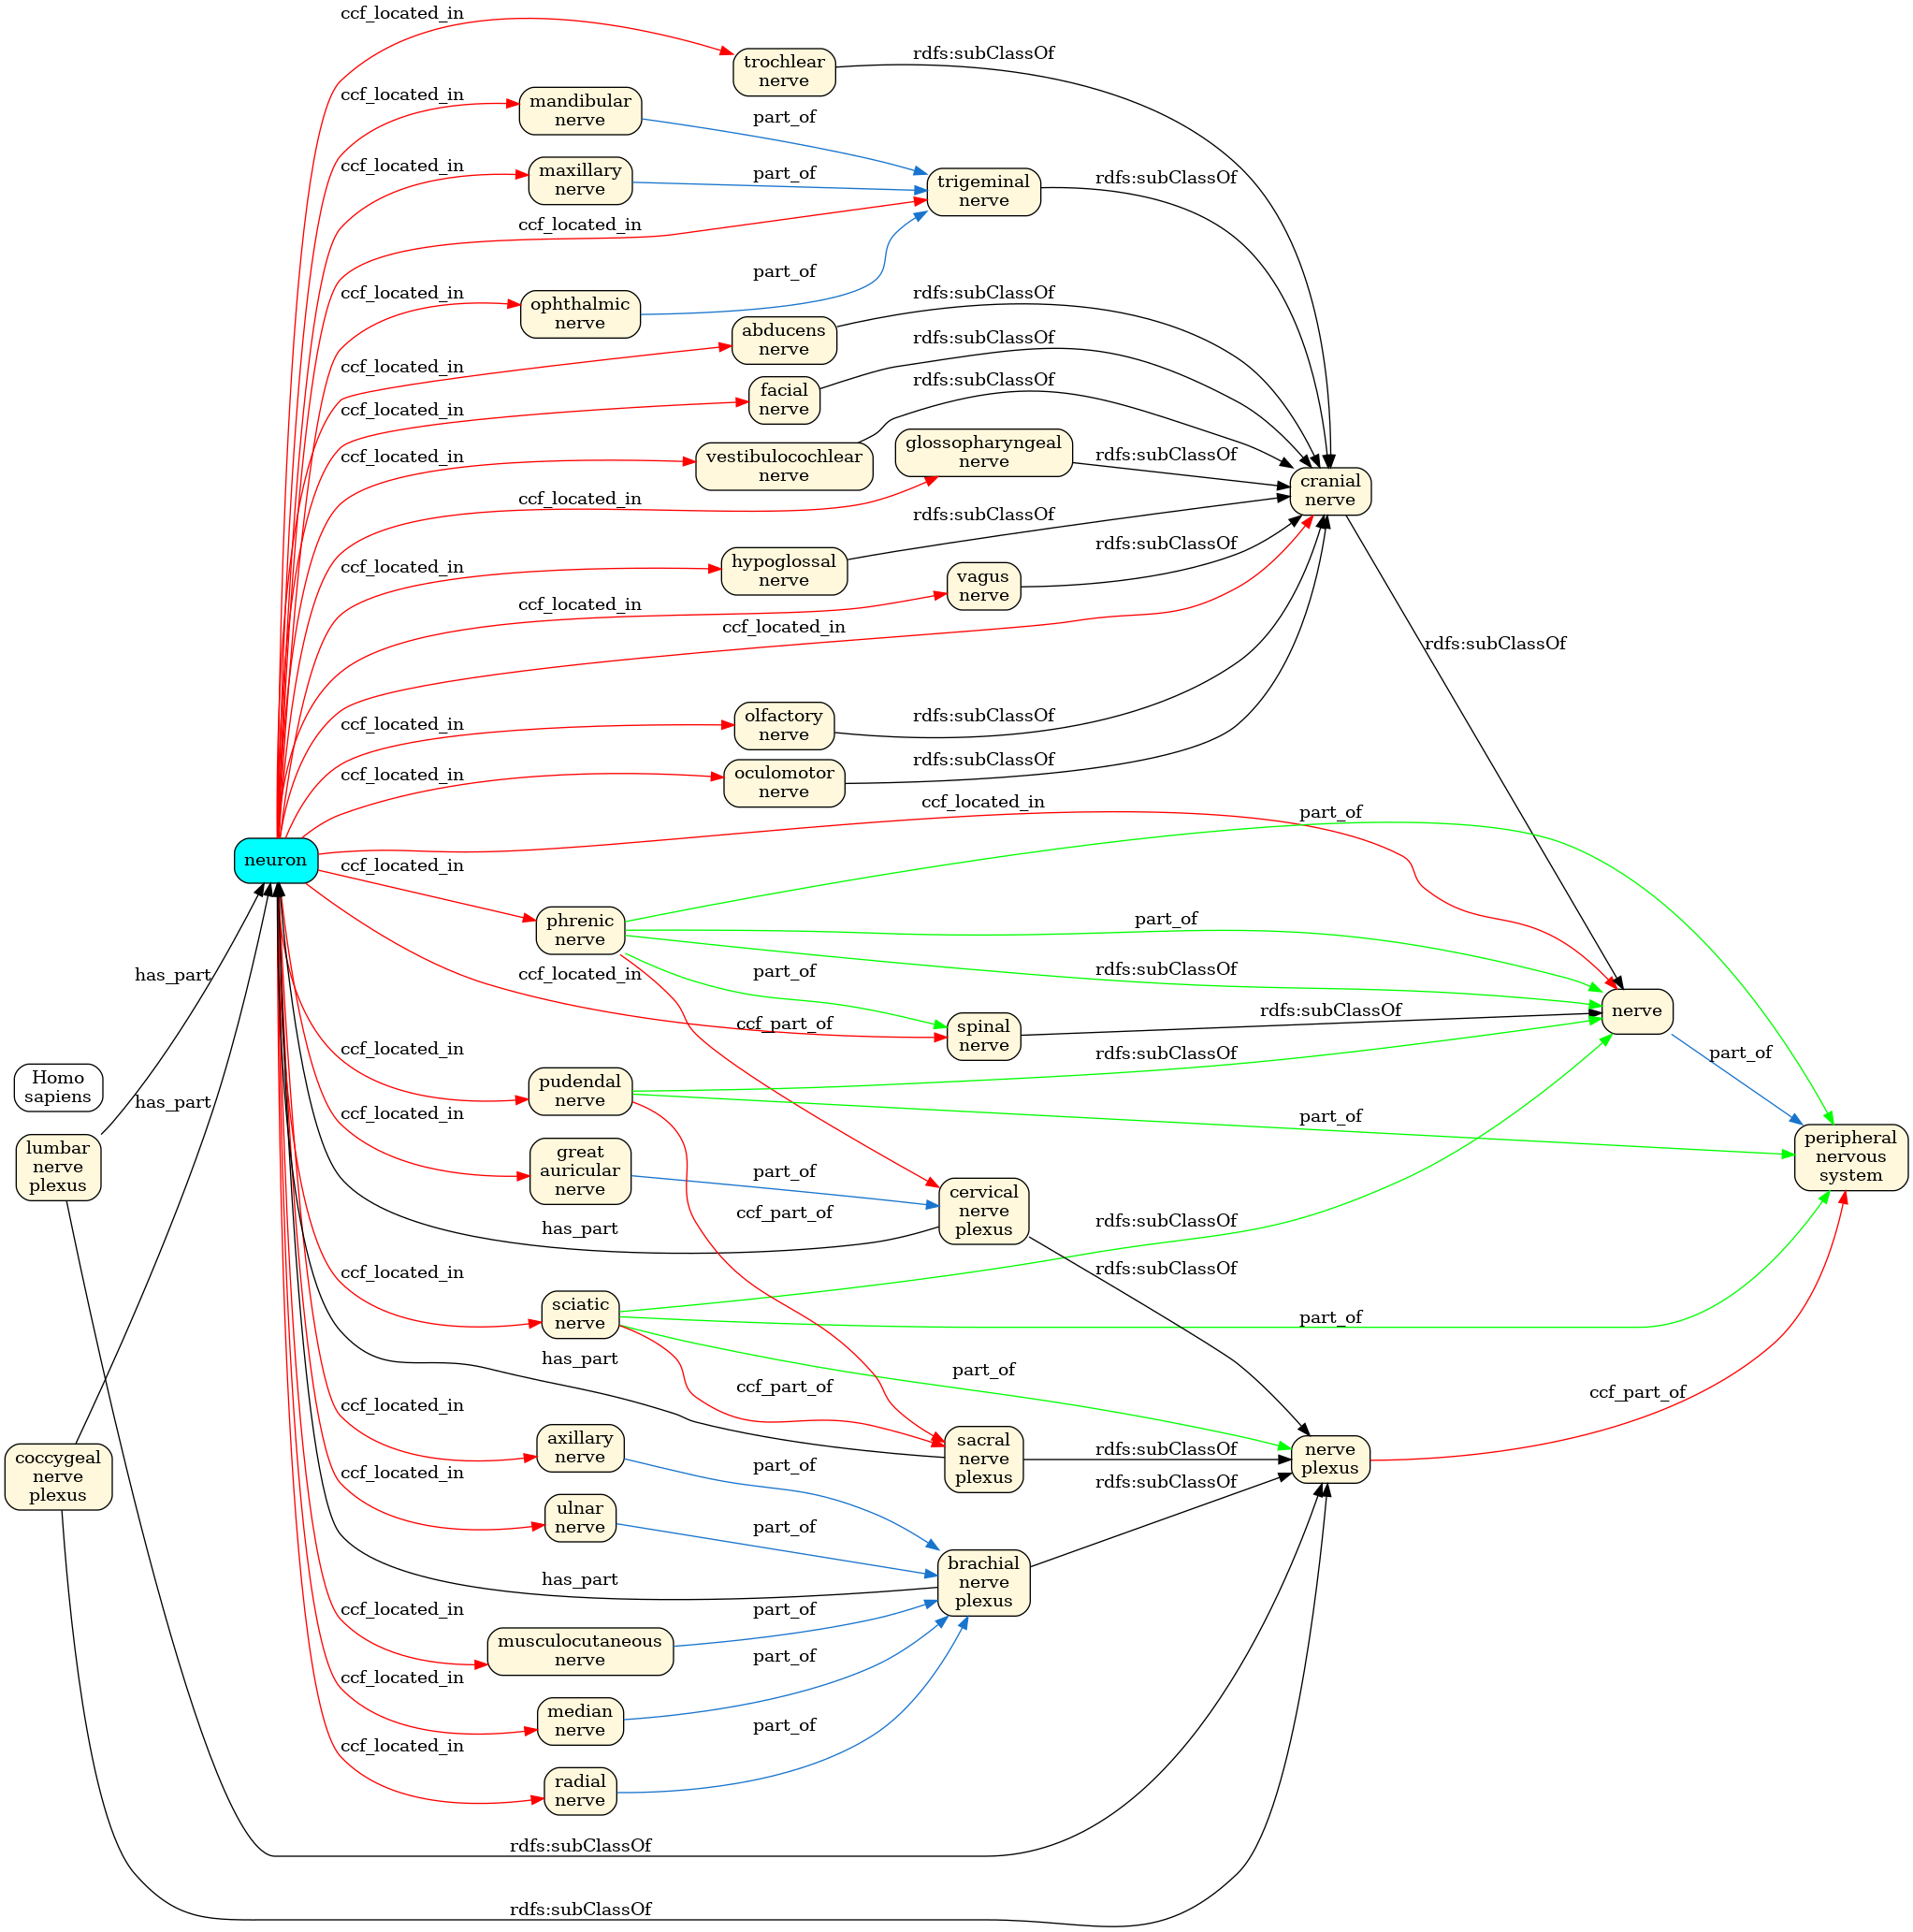 ccf_located_in
trochlear
nerve
rdfs:subClassOf
ccf_located_in
mandibular
nerve
part_of
ccf_located_in
maxillary
nerve
part_of
trigeminal
nerve
rdfs:subClassOf
ccf_located_in
ccf_located_in
ophthalmic
nerve
part_of
abducens
nerve
rdfs:subClassOf
ccf_located_in
facial
nerve
rdfs:subClassOf
ccf_located_in
rdfs:subClassOf
ccf_located_in
vestibulocochlear
nerve
glossopharyngeal
nerve
rdfs:subClassOf
cranial
nerve
ccf_located_in
rdfs:subClassOf
ccf_located_in
hypoglossal
nerve
vagus
nerve
rdfs:subClassOf
ccf_located_in
ccf_located_in
rdfs:subClassOf
ccf_located_in
olfactory
nerve
rdfs:subClassOf
ccf_located_in
oculomotor
nerve
rdfs:subClassOf
ccf_located_in
part_of
neuron
ccf_located_in
phrenic
nerve
part_of
rdfs:subClassOf
has_part
ccf_located_in
part_of
ccf_part_of
spinal
nerve
rdfs:subClassOf
nerve
part_of
Homo
sapiens
has_part
ccf_located_in
pudendal
nerve
rdfs:subClassOf
part_of
lumbar
nerve
plexus
ccf_located_in
great
auricular
nerve
part_of
peripheral
nervous
system
ccf_part_of
cervical
nerve
plexus
has_part
rdfs:subClassOf
rdfs:subClassOf
ccf_located_in
sciatic
nerve
part_of
has_part
part_of
ccf_part_of
ccf_part_of
ccf_located_in
axillary
nerve
sacral
nerve
plexus
rdfs:subClassOf
nerve
plexus
coccygeal
nerve
plexus
ccf_located_in
part_of
rdfs:subClassOf
ulnar
nerve
part_of
has_part
brachial
nerve
plexus
ccf_located_in
musculocutaneous
nerve
part_of
ccf_located_in
median
nerve
part_of
ccf_located_in
radial
nerve
part_of
rdfs:subClassOf
rdfs:subClassOf